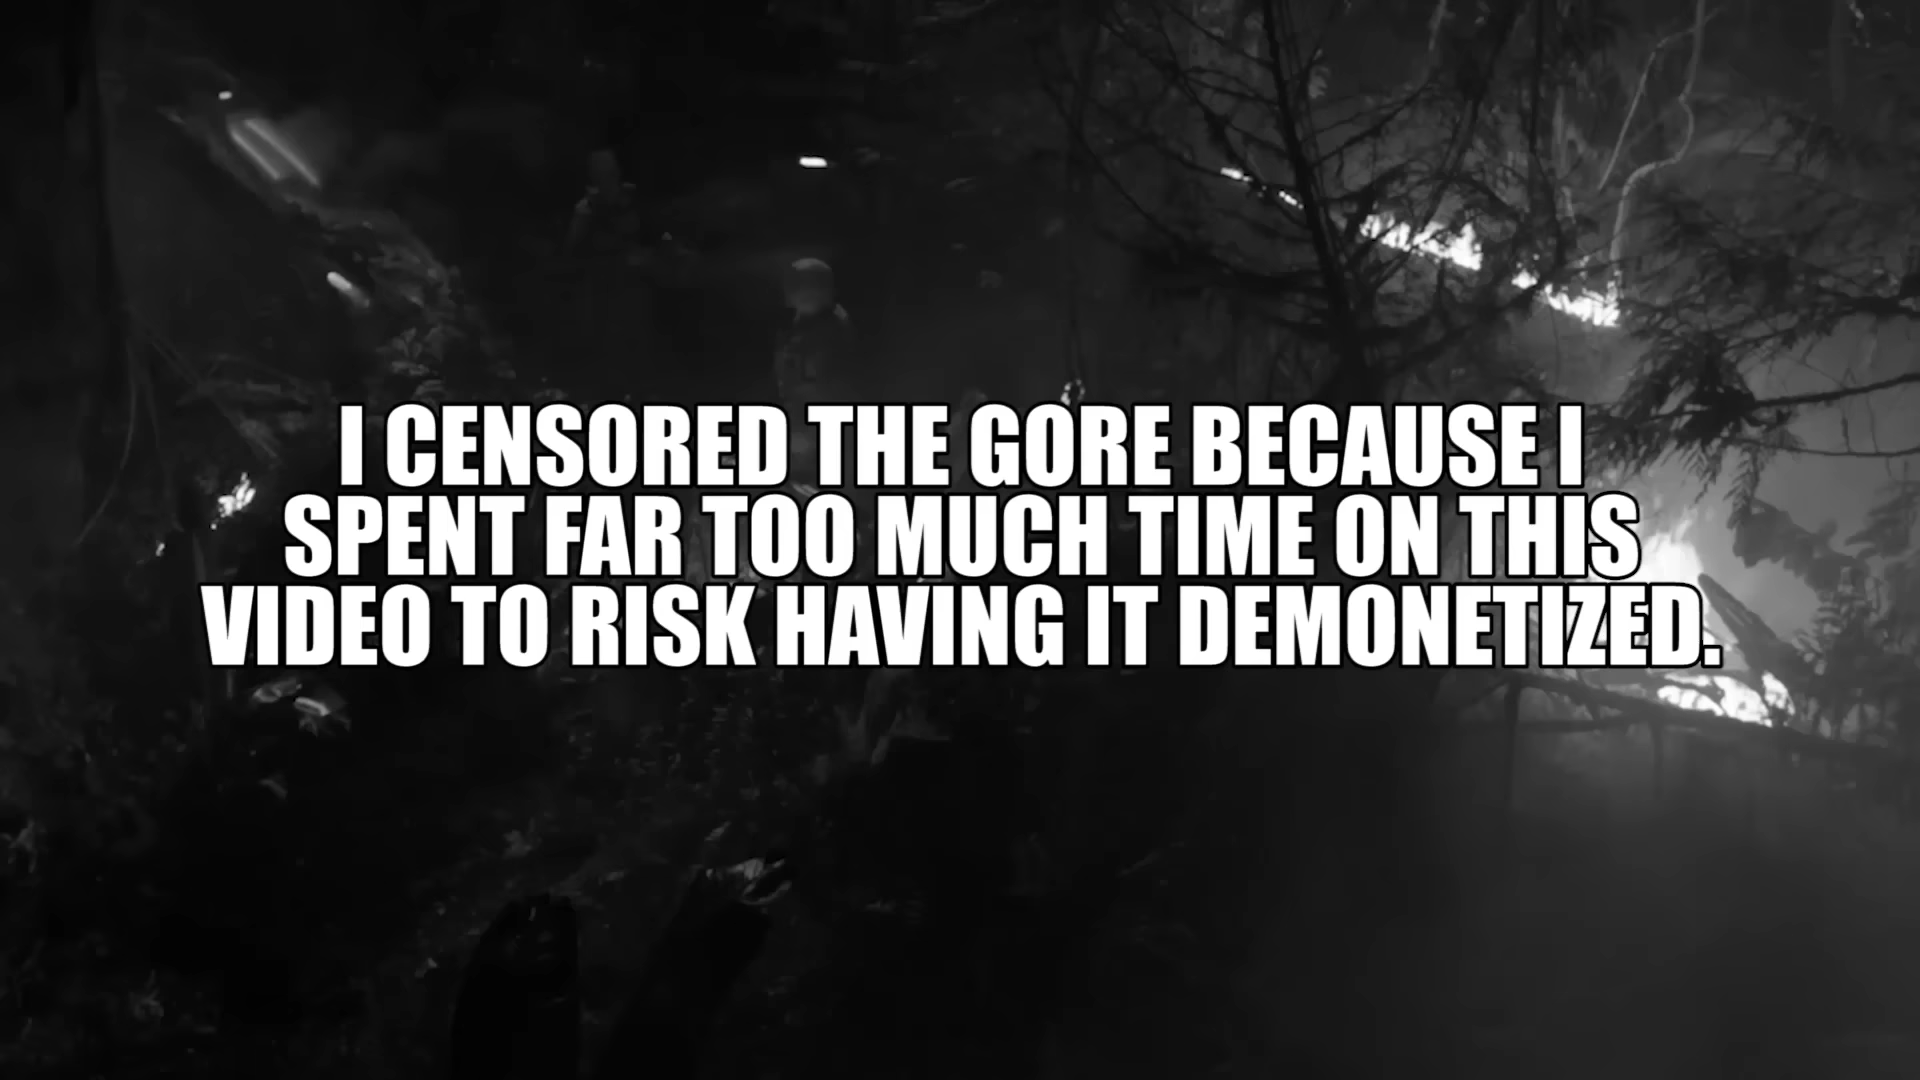 I CENSORED THE GORE BECAUSE I
SPENT FAR TOO MUCH TIME ON THIS
VIDEO TO RISK HAVING IT DEMONETIZED.